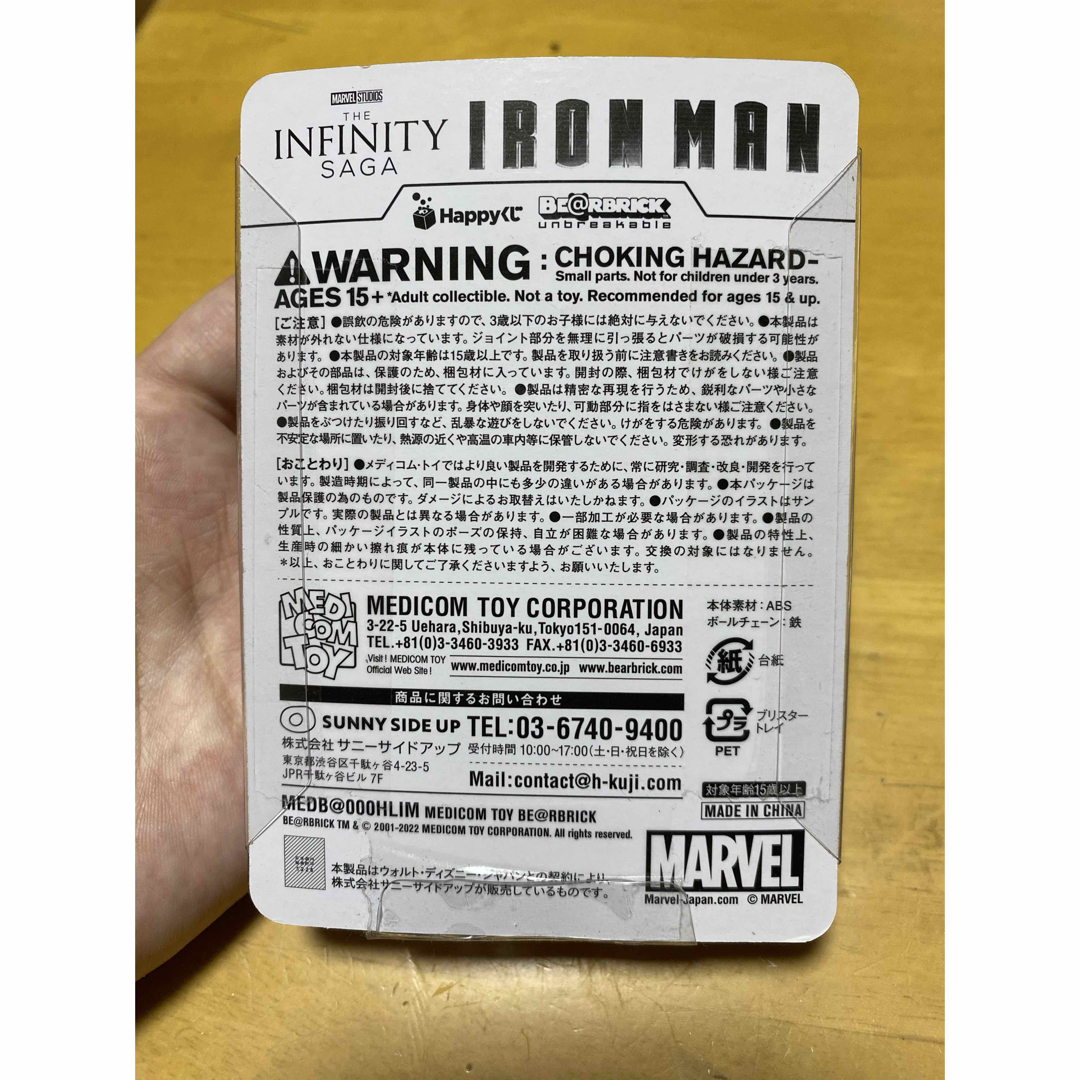 MARVEL STUDIOS
THE
INFINITY
SAGA
IRON MAN
Happyくじ
BE@RBRICK
unbreakable
WARNING : CHOKING HAZARD-
Small parts. Not for children under 3 years.
AGES 15+ *Adult collectible. Not a toy. Recommended for ages 15 & up.
[ご注意] ●誤飲の危険がありますので、3歳以下のお子様には絶対に与えないでください。●本製品は
素材が外れない仕様になっています。ジョイント部分を無理に引っ張るとパーツが破損する可能性が
あります。●本製品の対象年齢は15歳以上です。製品を取り扱う前に注意書きをお読みください。●製品
およびその部品は、保護のため、梱包材に入っています。開封の際、梱包材でけがをしない様ご注意
ください。梱包材は開封後に捨ててください。●製品は精密な再現を行うため、鋭利なパーツや小さな
パーツが含まれている場合があります。身体や顔を突いたり、可動部分に指をはさまない様ご注意ください。
●製品をぶつけたり振り回すなど、乱暴な遊びをしないでください。けがをする危険があります。●製品を
不安定な場所に置いたり、熱源の近くや高温の車内等に保管しないでください。変形する恐れがあります。
[おことわり] ●メディコム・トイではより良い製品を開発するために、常に研究・調査・改良・開発を行って
います。製造時期によって、同一製品の中にも多少の違いがある場合があります。●本パッケージは
製品保護の為のものです。ダメージによるお取替えはいたしかねます。●パッケージのイラストはサン
プルです。実際の製品とは異なる場合があります。●一部加工が必要な場合があります。●製品の
性質上、パッケージイラストのポーズの保持、自立が困難な場合があります。●製品の特性上、
生産時の細かい擦れ痕が本体に残っている場合がございます。交換の対象にはなりません。
*以上、おことわりに関してご了承くださいますよう、お願いいたします。
MEDI
COM
TOY
MEDICOM TOY CORPORATION
3-22-5 Uehara,Shibuya-ku,Tokyo151-0064, Japan
TEL.+81(0)3-3460-3933 FAX.+81(0)3-3460-6933
Visit! MEDICOM TOY
Official Web Site!
www.medicomtoy.co.jp www.bearbrick.com
本体素材:ABS
ボールチェーン:鉄
紙
台紙
プラ
PET
ブリスター
トレイ
商品に関するお問い合わせ
SUNNY SIDE UP TEL:03-6740-9400
株式会社 サニーサイドアップ 受付時間 10:00~17:00(土・日・祝日を除く)
東京都渋谷区千駄ヶ谷4-23-5
JPR千駄ヶ谷ビル 7F
Mail:contact@h-kuji.com
対象年齢15歳以上
MADE IN CHINA
MEDB@000HLIM MEDICOM TOY BE@RBRICK
BE@RBRICK TM & © 2001-2022 MEDICOM TOY CORPORATION. All rights reserved.
本製品はウォルト・ディズニー・ジャパンとの契約により、
株式会社サニーサイドアップが販売しているものです。
MARVEL
Marvel-Japan.com © MARVEL